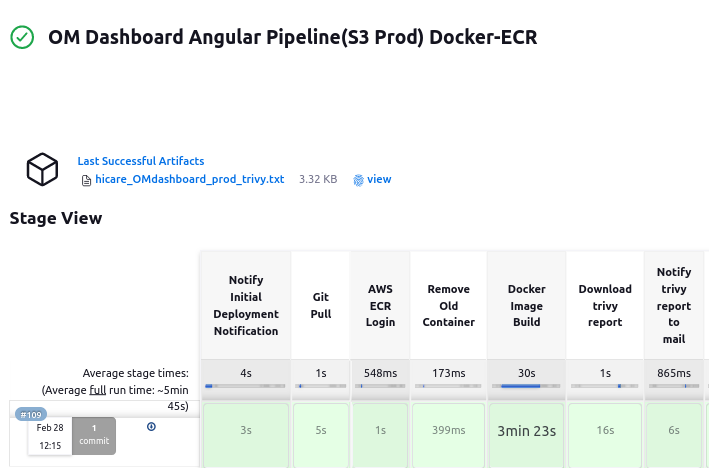 OM Dashboard Angular Pipeline(S3 Prod) Docker-ECR
Last Successful Artifacts
hicare_OMdashboard_prod_trivy.txt 3.32 KB view
Stage View
Notify Initial Deployment Notification
Git Pull
AWS ECR Login
Remove Old Container
Docker Image Build
Download trivy report
Notify trivy report to mail
Average stage times: 4s 1s 548ms 173ms 30s 1s 865ms
(Average full run time: ~5min
45s)
#109
Feb 28
12:15
1
commit
3s 5s 1s 399ms 3min 23s 16s 6s